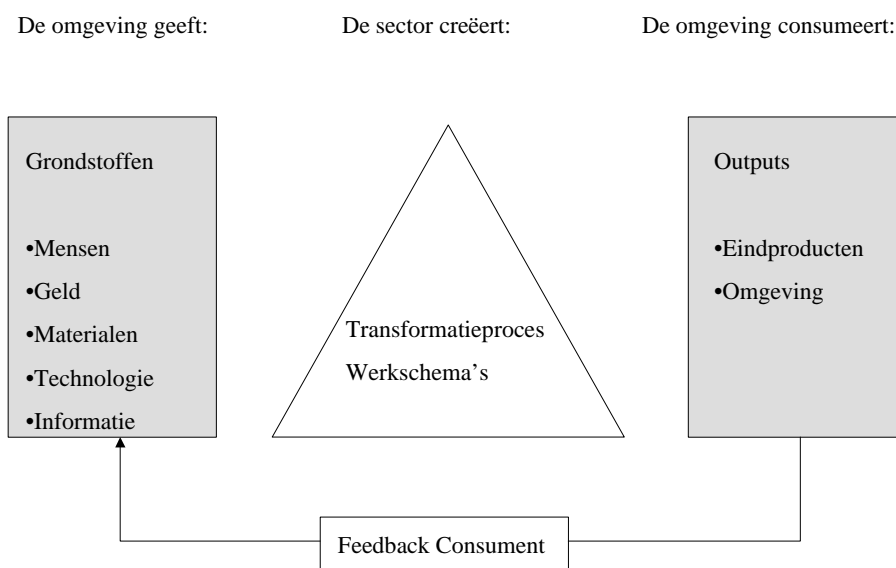 De omgeving geeft:
De sector creëert:
De omgeving consumeert:
Grondstoffen
•Mensen
•Geld
•Materialen
•Technologie
•Informatie
Transformatieproces
Werkschema’s
Outputs
•Eindproducten
•Omgeving
Feedback Consument